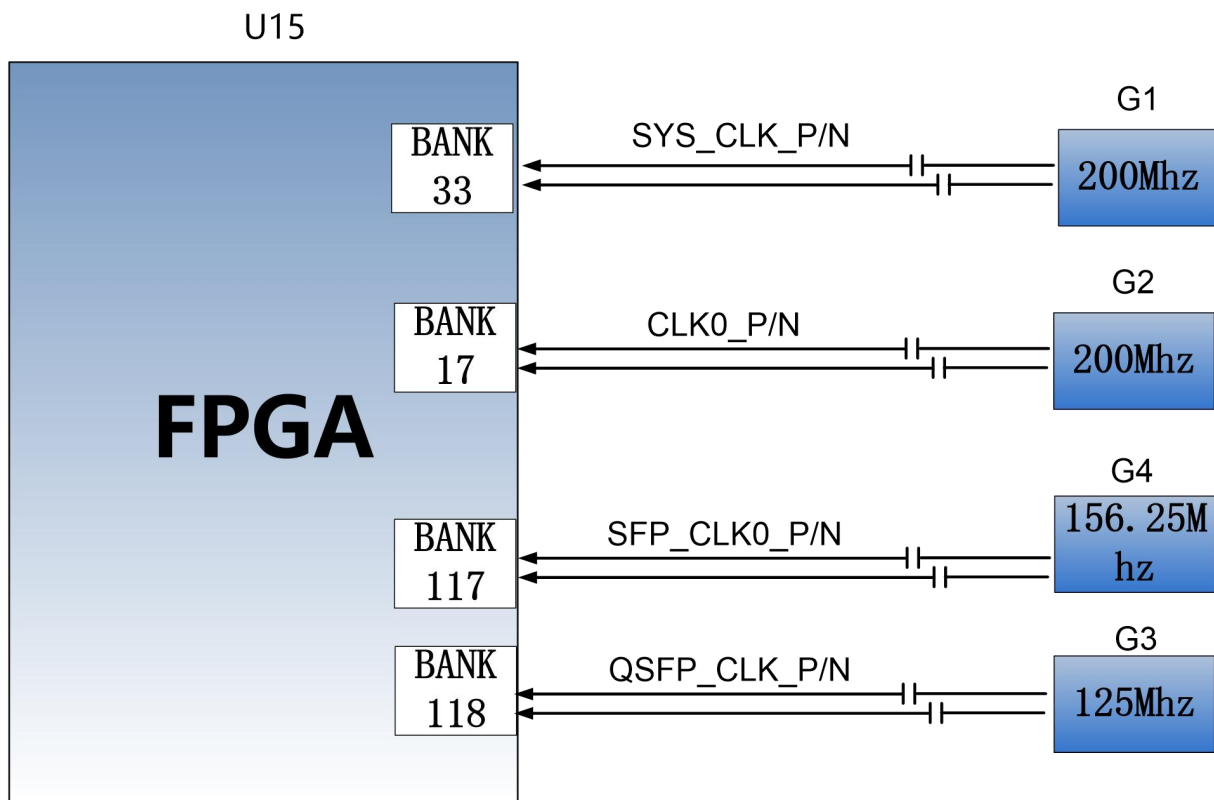 U15
G1
BANK
33
SYS_CLK_P/N
200Mhz
G2
BANK
17
CLK0_P/N
200Mhz
FPGA
G4
BANK
117
SFP_CLK0_P/N
156.25M
hz
G3
BANK
118
QSFP_CLK_P/N
125Mhz